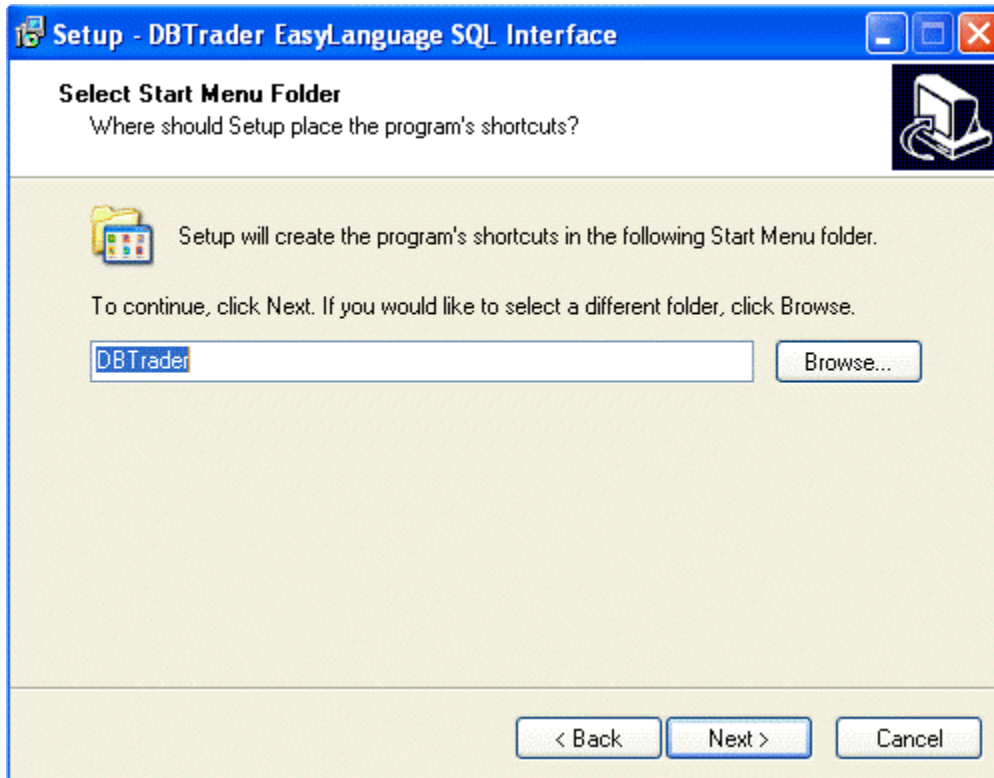 Setup - DBTrader EasyLanguage SQL Interface
Select Start Menu Folder
Where should Setup place the program's shortcuts?
Setup will create the program's shortcuts in the following Start Menu folder.
To continue, click Next. If you would like to select a different folder, click Browse.
DBTrader
Browse...
< Back
Next >
Cancel